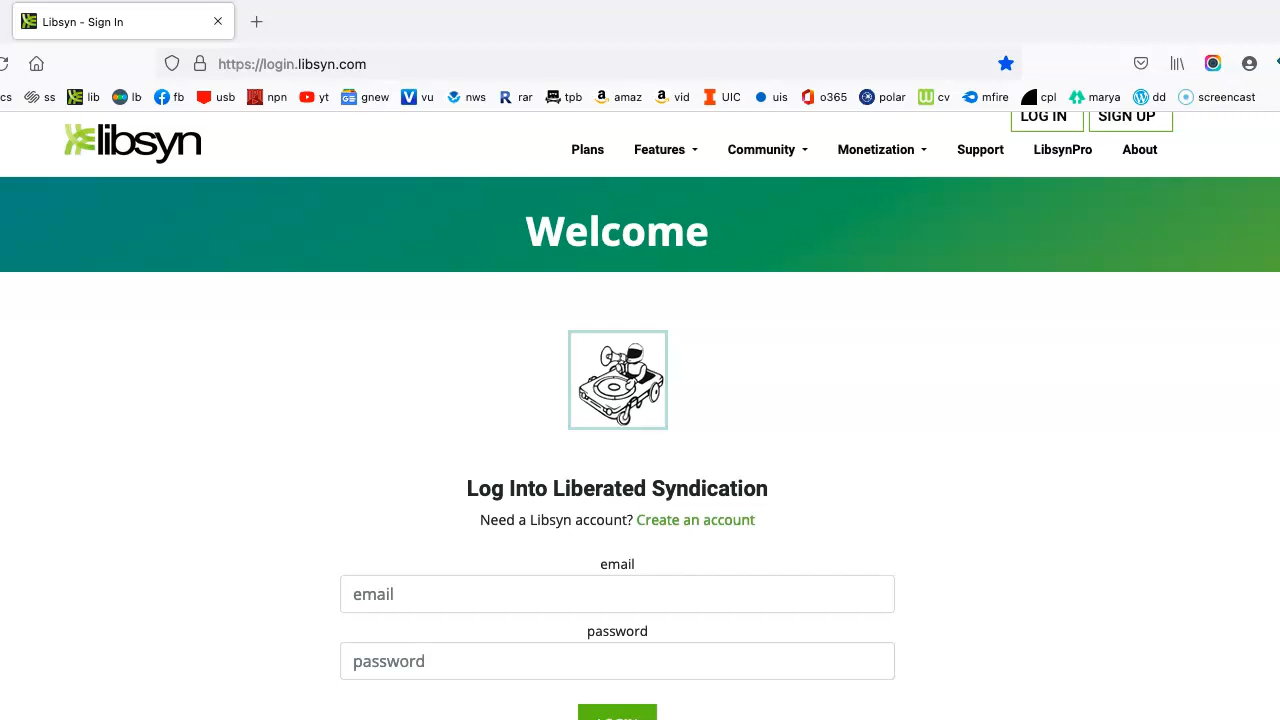 Libsyn - Sign In
https://login.libsyn.com
cs ss lib lb fb usb npn yt gnew vu nws rar tpb amaz vid UIC uis o365 polar cv mfire cpl marya dd screencast
LOG IN SIGN UP
libsyn
Plans Features Community Monetization Support LibsynPro About
Welcome
Log Into Liberated Syndication
Need a Libsyn account? Create an account
email
email
password
password
LOGIN